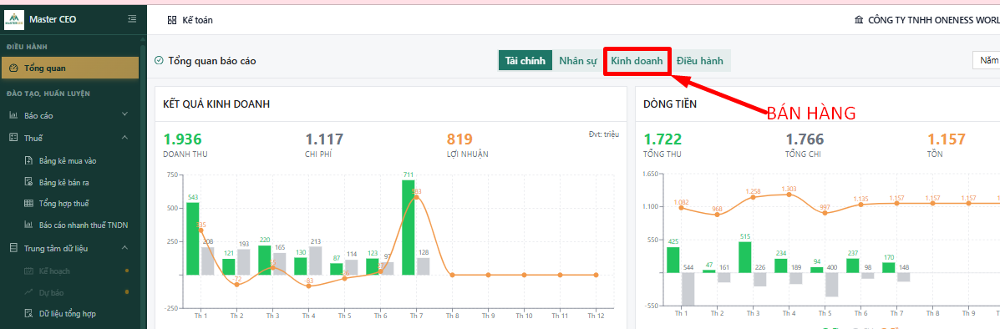 Master CEO
Kế toán
CÔNG TY TNHH ONENESS WORL
ĐIỀU HÀNH
Tổng quan
Tổng quan báo cáo
Tài chính
Nhân sự
Kinh doanh
Điều hành
Năm
BÁN HÀNG
ĐÀO TẠO, HUẤN LUYỆN
Báo cáo
Thuế
Bảng kê mua vào
Bảng kê bán ra
Tổng hợp thuế
Báo cáo nhanh thuế TNDN
Trung tâm dữ liệu
Kế hoạch
Dự báo
Dữ liệu tổng hợp
KẾT QUẢ KINH DOANH
1.936 1.117 819
DOANH THU CHI PHÍ LỢI NHUẬN
Đvt: triệu
750
500
250
-250
543 208 335
121 193 -72
220 165
130 213 -83
87 114
123 97
711 128 583
Th 1 Th 2 Th 3 Th 4 Th 5 Th 6 Th 7 Th 8 Th 9 Th 10 Th 11 Th 12
DÒNG TIỀN
1.722 1.766 1.157
TỔNG THU TỔNG CHI TỒN
1.650
1.100
550
-550
1.082 968 1.258 1.303 997 1.135 1.157 1.157 1.157
425 544
47 161
515 226
234 189
94 400
237 98
170 148
Th 1 Th 2 Th 3 Th 4 Th 5 Th 6 Th 7 Th 8 Th 9